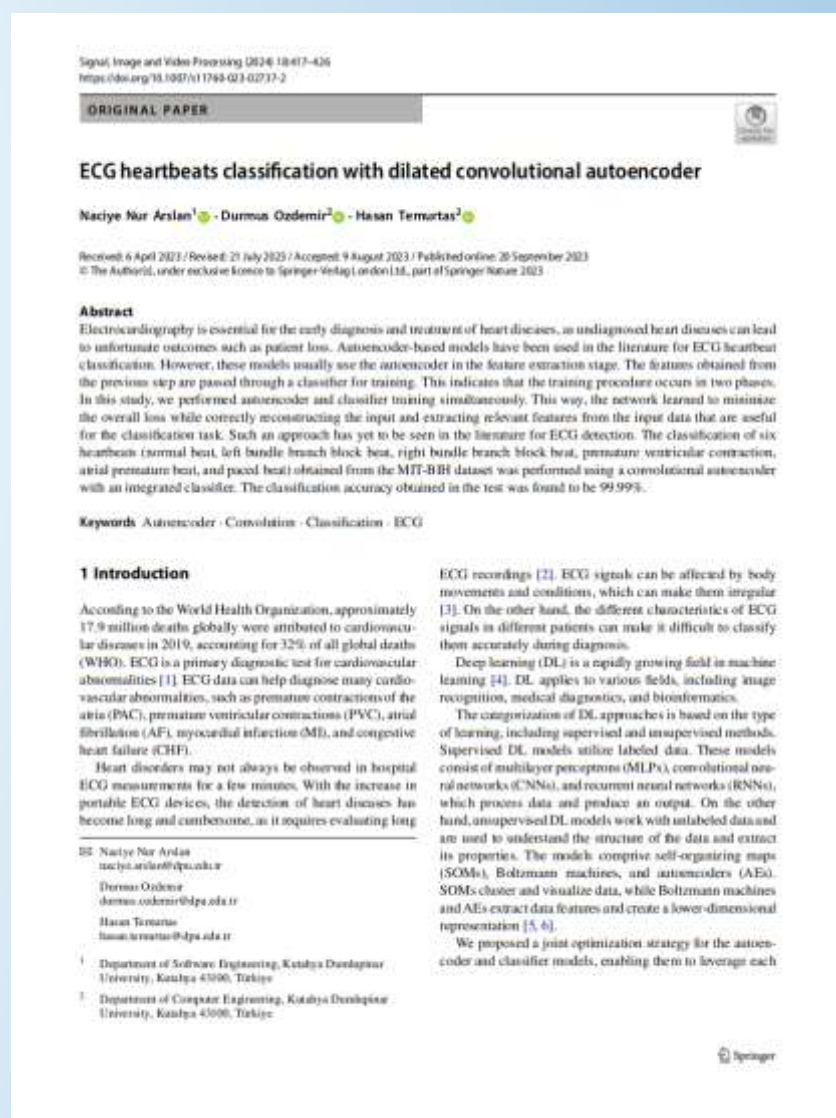 Signal, Image and Video Processing (2024) 18:417–426
https://doi.org/10.1007/s11760-023-02737-2
ORIGINAL PAPER
ECG heartbeats classification with dilated convolutional autoencoder
Naciye Nur Arslan1 · Durmus Ozdemir2 · Hasan Temurtas2
Received: 6 April 2023 / Revised: 21 July 2023 / Accepted: 9 August 2023 / Published online: 20 September 2023
© The Author(s), under exclusive licence to Springer-Verlag London Ltd., part of Springer Nature 2023
Abstract
Electrocardiography is essential for the early diagnosis and treatment of heart diseases, as undiagnosed heart diseases can lead
to unfortunate outcomes such as patient loss. Autoencoder-based models have been used in the literature for ECG heartbeat
classification. However, these models usually use the autoencoder in the feature extraction stage. The features obtained from
the previous step are passed through a classifier for training. This indicates that the training procedure occurs in two phases.
In this study, we performed autoencoder and classifier training simultaneously. This way, the network learned to minimize
the overall loss while correctly reconstructing the input and extracting relevant features from the input data that are useful
for the classification task. Such an approach has yet to be seen in the literature for ECG detection. The classification of six
heartbeats (normal beat, left bundle branch block beat, right bundle branch block beat, premature ventricular contraction,
atrial premature beat, and paced beat) obtained from the MIT-BIH dataset was performed using a convolutional autoencoder
with an integrated classifier. The classification accuracy obtained in the test was found to be 99.99%.
Keywords Autoencoder · Convolution · Classification · ECG
1 Introduction
According to the World Health Organization, approximately
17.9 million deaths globally were attributed to cardiovascu-
lar diseases in 2019, accounting for 32% of all global deaths
(WHO). ECG is a primary diagnostic test for cardiovascular
abnormalities [1]. ECG data can help diagnose many cardio-
vascular abnormalities, such as premature contractions of the
atria (PAC), premature ventricular contractions (PVC), atrial
fibrillation (AF), myocardial infarction (MI), and congestive
heart failure (CHF).
Heart disorders may not always be observed in hospital
ECG measurements for a few minutes. With the increase in
portable ECG devices, the detection of heart diseases has
become long and cumbersome, as it requires evaluating long
Naciye Nur Arslan
naciye.arslan@dpu.edu.tr
Durmus Ozdemir
durmus.ozdemir@dpu.edu.tr
Hasan Temurtas
hasan.temurtas@dpu.edu.tr
1 Department of Software Engineering, Kutahya Dumlupinar
University, Kutahya 43000, Türkiye
2 Department of Computer Engineering, Kutahya Dumlupinar
University, Kutahya 43000, Türkiye
ECG recordings [2]. ECG signals can be affected by body
movements and conditions, which can make them irregular
[3]. On the other hand, the different characteristics of ECG
signals in different patients can make it difficult to classify
them accurately during diagnosis.
Deep learning (DL) is a rapidly growing field in machine
learning [4]. DL applies to various fields, including image
recognition, medical diagnostics, and bioinformatics.
The categorization of DL approaches is based on the type
of learning, including supervised and unsupervised methods.
Supervised DL models utilize labeled data. These models
consist of multilayer perceptrons (MLPs), convolutional neu-
ral networks (CNNs), and recurrent neural networks (RNNs),
which process data and produce an output. On the other
hand, unsupervised DL models work with unlabeled data and
are used to understand the structure of the data and extract
its properties. The models comprise self-organizing maps
(SOMs), Boltzmann machines, and autoencoders (AEs).
SOMs cluster and visualize data, while Boltzmann machines
and AEs extract data features and create a lower-dimensional
representation [5, 6].
We proposed a joint optimization strategy for the autoen-
coder and classifier models, enabling them to leverage each
Springer